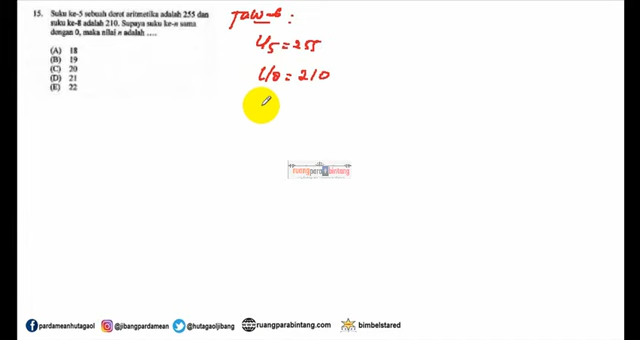 15. Suku ke-5 sebuah deret aritmetika adalah 255 dan
suku ke-8 adalah 210. Supaya suku ke-n sama
dengan 0, maka nilai n adalah ....
(A) 18
(B) 19
(C) 20
(D) 21
(E) 22
Jawab :
U5 = 255
U8 = 210
ruangparabintang
pardameanhutagaol
@jibangpardamean
@hutagaoljibang
ruangparabintang.com
bimbelstared